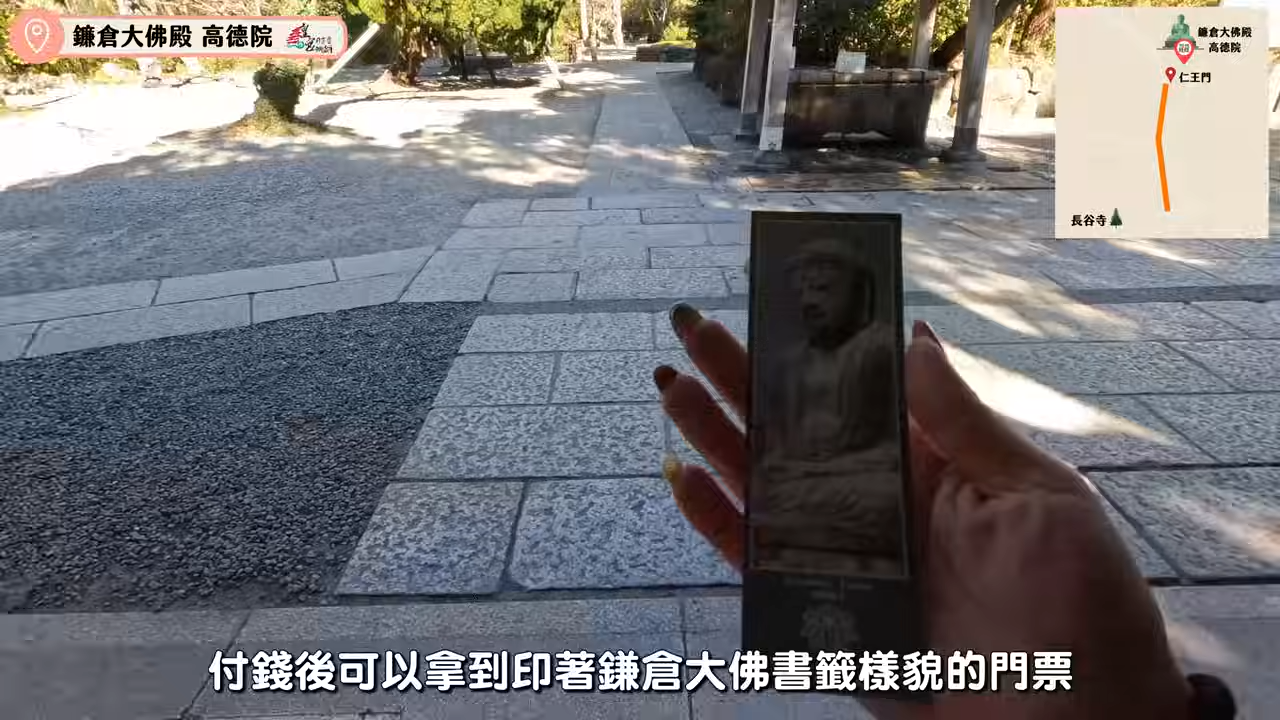 鎌倉大佛殿 高德院
鎌倉大佛殿
高德院
仁王門
長谷寺
付錢後可以拿到印著鎌倉大佛書籤樣貌的門票